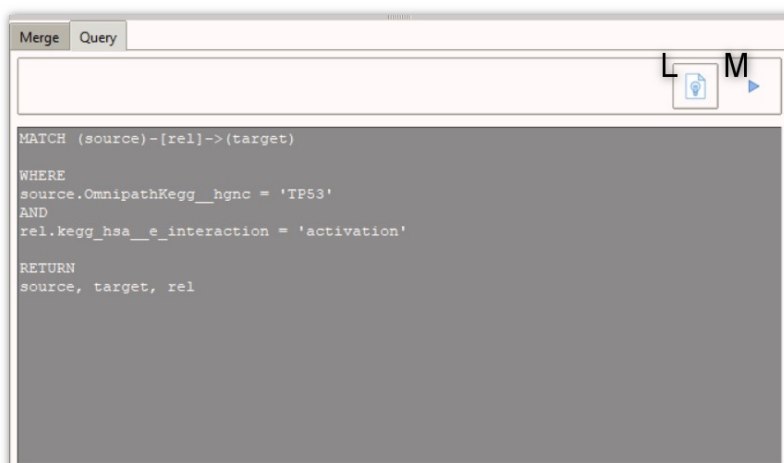 Merge Query
L M
MATCH (source)-[rel]->(target)
WHERE
source.OmnipathKegg__hgnc = 'TP53'
AND
rel.kegg_hsa__e_interaction = 'activation'
RETURN
source, target, rel